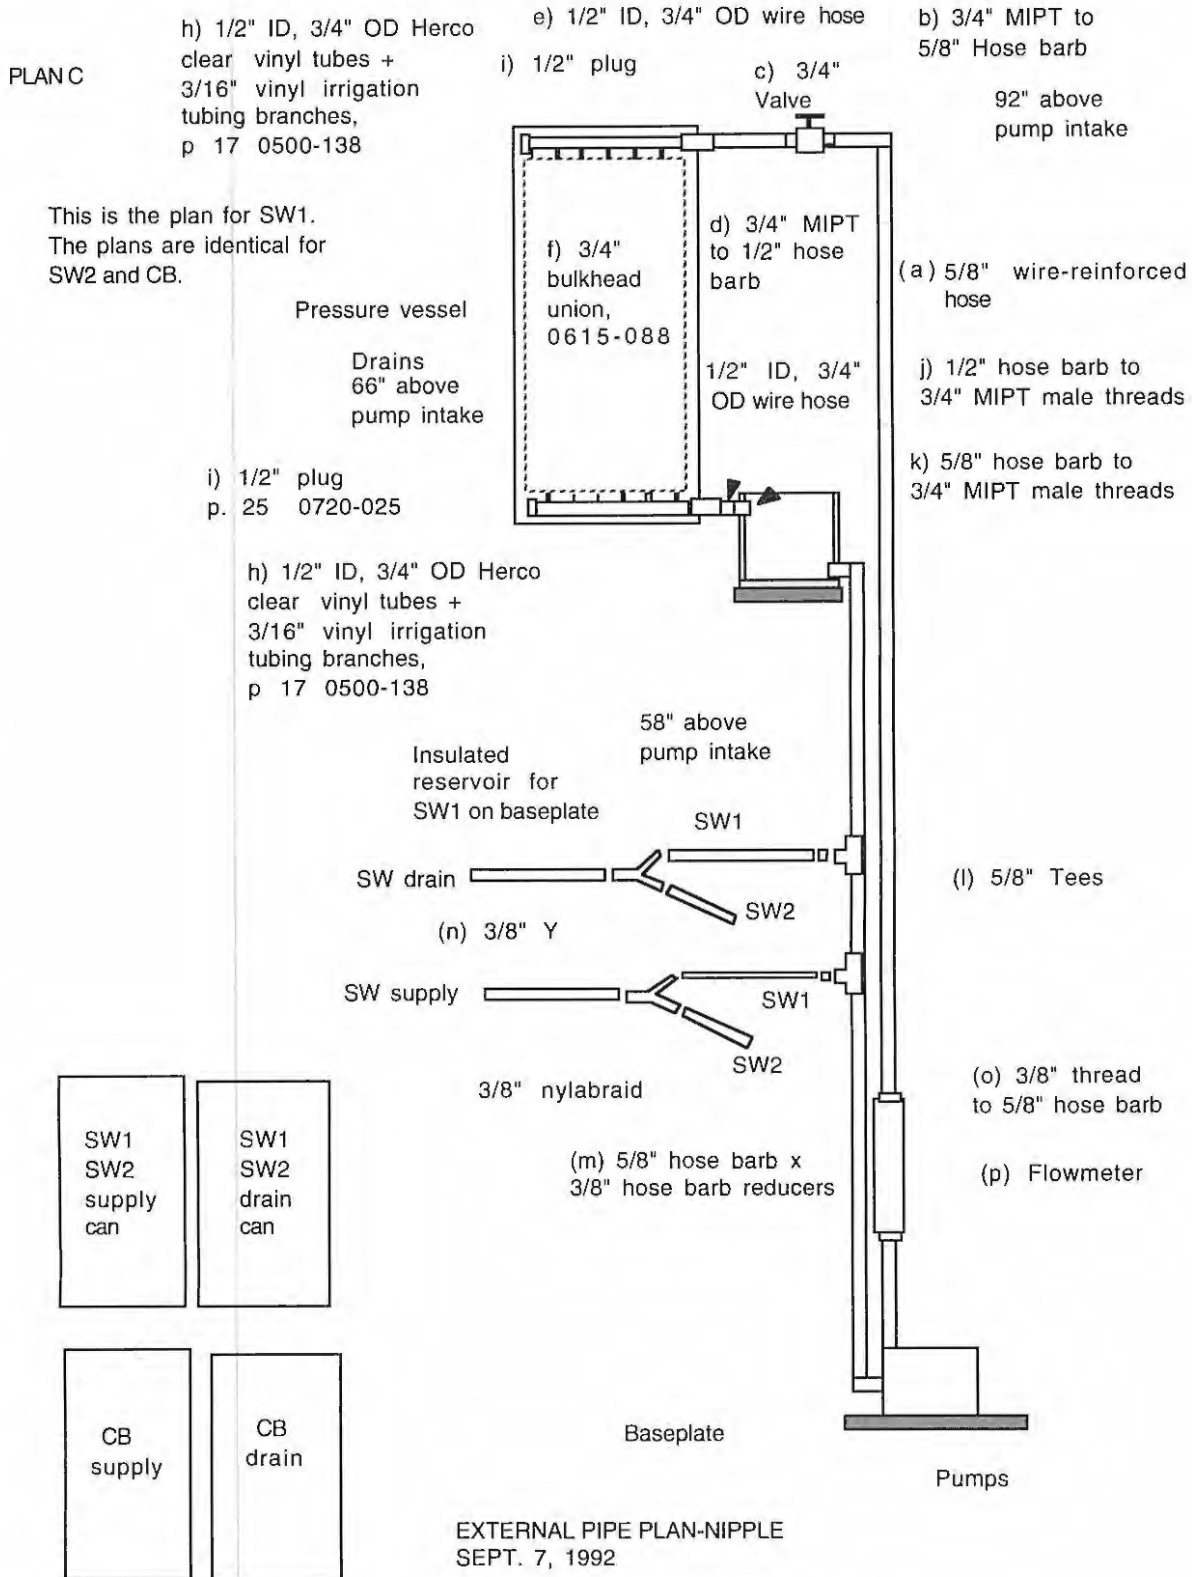 PLAN C
h) 1/2" ID, 3/4" OD Herco
clear vinyl tubes +
3/16" vinyl irrigation
tubing branches,
p 17 0500-138
e) 1/2" ID, 3/4" OD wire hose
i) 1/2" plug
c) 3/4"
Valve
b) 3/4" MIPT to
5/8" Hose barb
92" above
pump intake
This is the plan for SW1.
The plans are identical for
SW2 and CB.
Pressure vessel
Drains
66" above
pump intake
f) 3/4"
bulkhead
union,
0615-088
d) 3/4" MIPT
to 1/2" hose
barb
(a) 5/8" wire-reinforced
hose
1/2" ID, 3/4"
OD wire hose
j) 1/2" hose barb to
3/4" MIPT male threads
k) 5/8" hose barb to
3/4" MIPT male threads
i) 1/2" plug
p. 25 0720-025
h) 1/2" ID, 3/4" OD Herco
clear vinyl tubes +
3/16" vinyl irrigation
tubing branches,
p 17 0500-138
58" above
pump intake
Insulated
reservoir for
SW1 on baseplate
SW1
SW drain
SW2
(l) 5/8" Tees
(n) 3/8" Y
SW supply
SW1
SW2
3/8" nylabraid
(o) 3/8" thread
to 5/8" hose barb
(m) 5/8" hose barb x
3/8" hose barb reducers
(p) Flowmeter
SW1
SW2
supply
can
SW1
SW2
drain
can
CB
supply
CB
drain
Baseplate
Pumps
EXTERNAL PIPE PLAN-NIPPLE
SEPT. 7, 1992